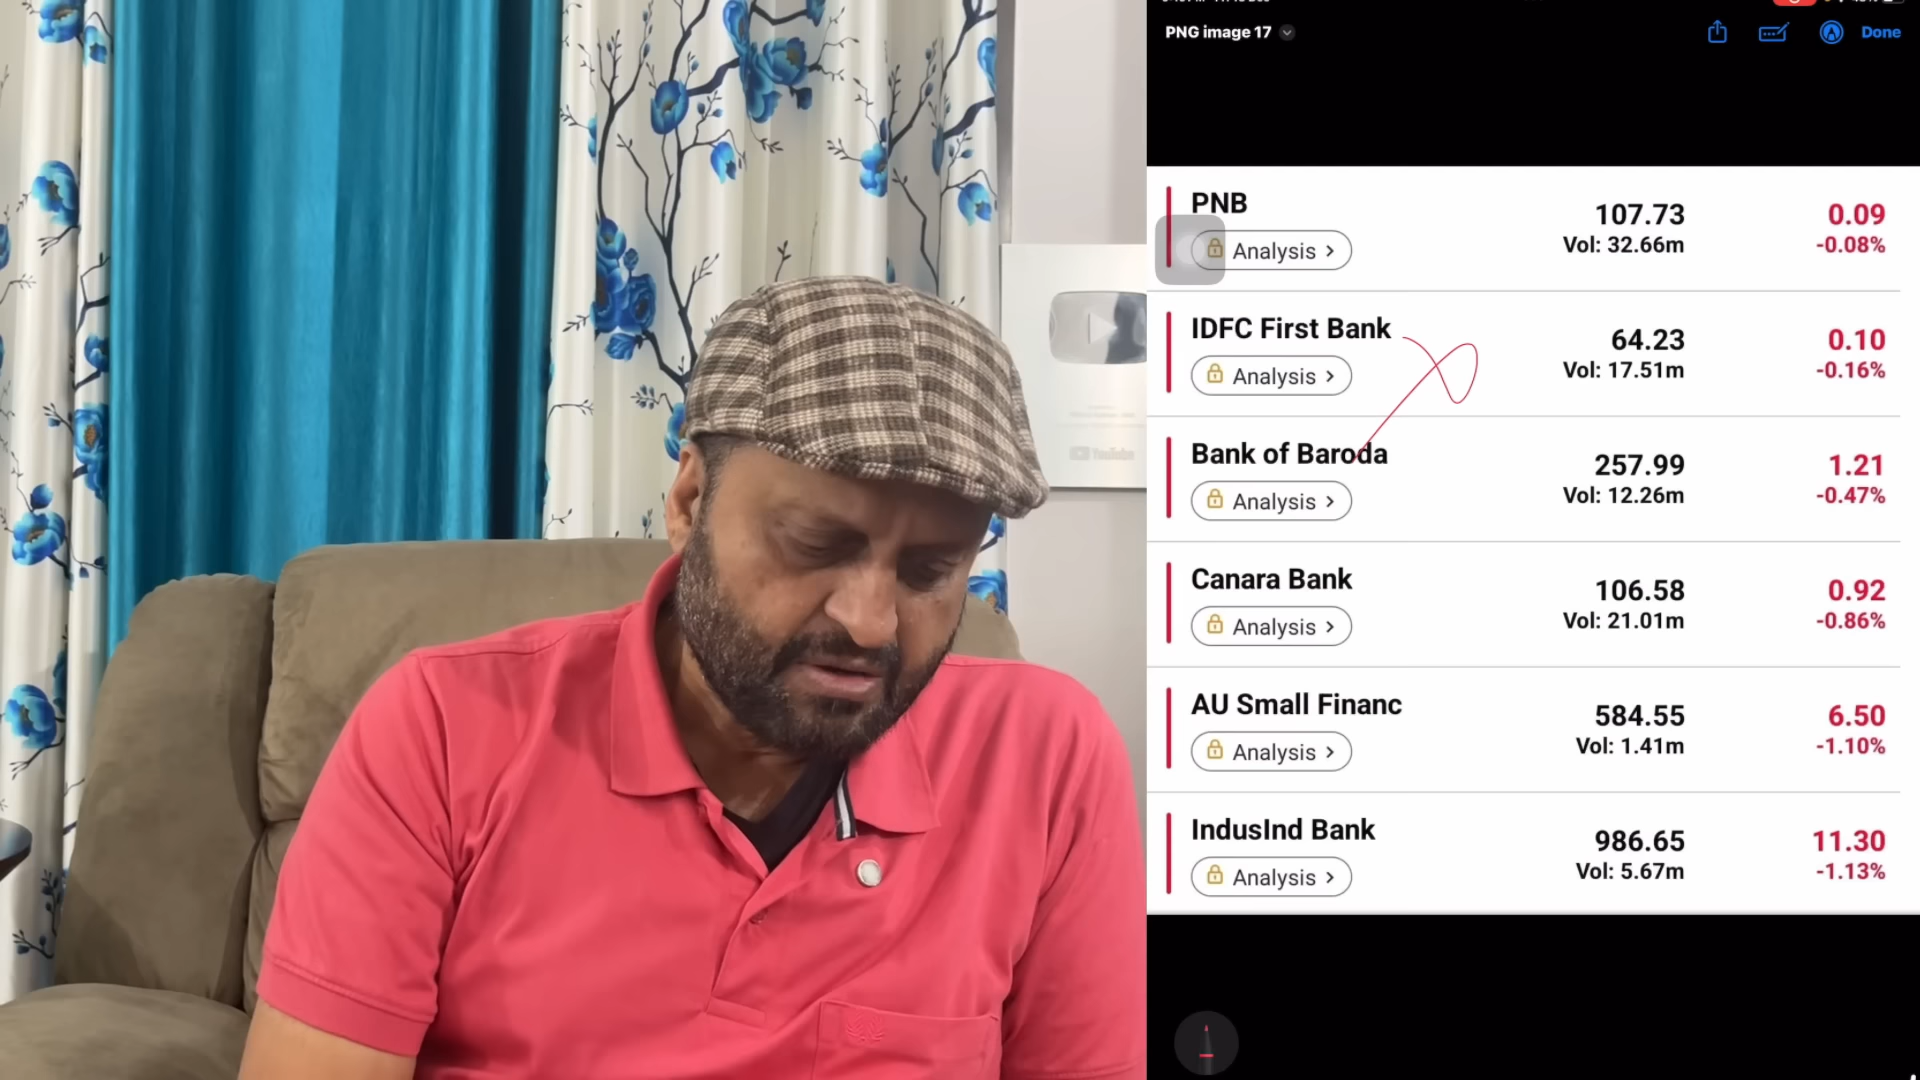 PNG image 17
Done
PNB
107.73
0.09
Analysis >
Vol: 32.66m
-0.08%
IDFC First Bank
64.23
0.10
Analysis >
Vol: 17.51m
-0.16%
Bank of Baroda
257.99
1.21
Analysis >
Vol: 12.26m
-0.47%
Canara Bank
106.58
0.92
Analysis >
Vol: 21.01m
-0.86%
AU Small Financ
584.55
6.50
Analysis >
Vol: 1.41m
-1.10%
IndusInd Bank
986.65
11.30
Analysis >
Vol: 5.67m
-1.13%
YouTube